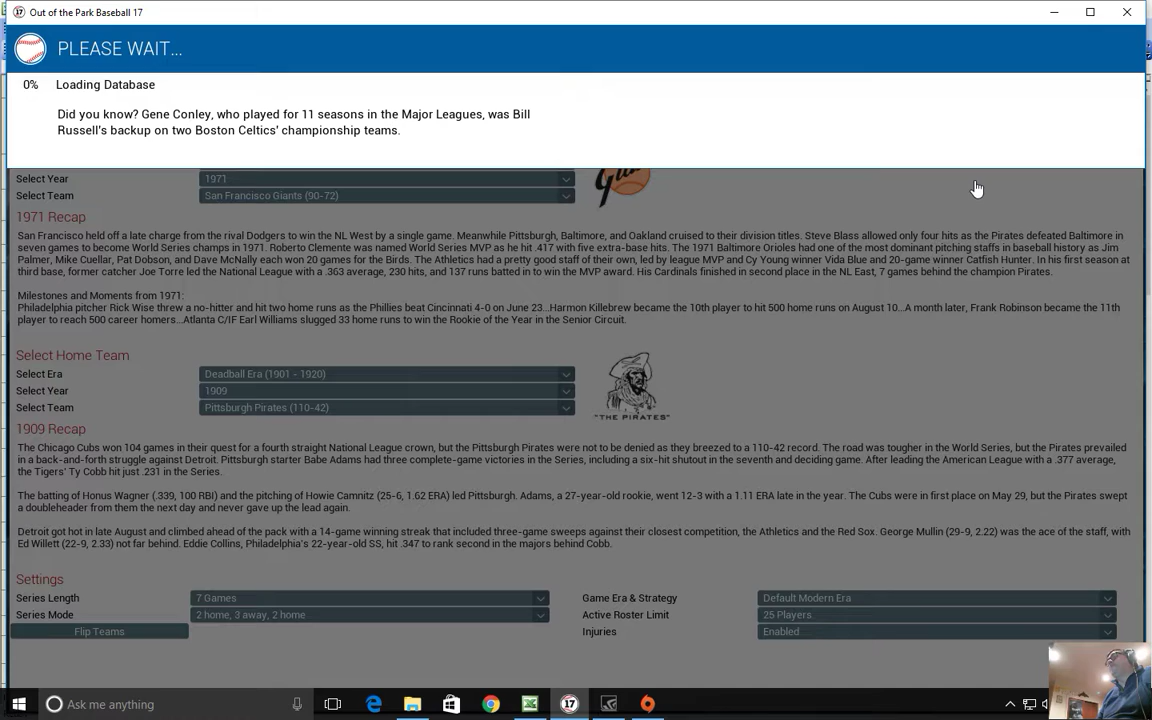 17 Out of the Park Baseball 17
PLEASE WAIT...
0% Loading Database
Did you know? Gene Conley, who played for 11 seasons in the Major Leagues, was Bill
Russell's backup on two Boston Celtics' championship teams.
Select Year 1971
Select Team San Francisco Giants (90-72)
1971 Recap
San Francisco held off a late charge from the rival Dodgers to win the NL West by a single game. Meanwhile Pittsburgh, Baltimore, and Oakland cruised to their division titles. Steve Blass allowed only four hits as the Pirates defeated Baltimore in
seven games to become World Series champs in 1971. Roberto Clemente was named World Series MVP as he hit .417 with five extra-base hits. The 1971 Baltimore Orioles had one of the most dominant pitching staffs in baseball history as Jim
Palmer, Mike Cuellar, Pat Dobson, and Dave McNally each won 20 games for the Birds. The Athletics had a pretty good staff of their own, led by league MVP and Cy Young winner Vida Blue and 20-game winner Catfish Hunter. In his first season at
third base, former catcher Joe Torre led the National League with a .363 average, 230 hits, and 137 runs batted in to win the MVP award. His Cardinals finished in second place in the NL East, 7 games behind the champion Pirates.
Milestones and Moments from 1971:
Philadelphia pitcher Rick Wise threw a no-hitter and hit two home runs as the Phillies beat Cincinnati 4-0 on June 23...Harmon Killebrew became the 10th player to hit 500 home runs on August 10...A month later, Frank Robinson became the 11th
player to reach 500 career homers...Atlanta C/IF Earl Williams slugged 33 home runs to win the Rookie of the Year in the Senior Circuit.
Select Home Team
Select Era Deadball Era (1901 - 1920)
Select Year 1909
Select Team Pittsburgh Pirates (110-42)
"THE PIRATES"
1909 Recap
The Chicago Cubs won 104 games in their quest for a fourth straight National League crown, but the Pittsburgh Pirates were not to be denied as they breezed to a 110-42 record. The road was tougher in the World Series, but the Pirates prevailed
in a back-and-forth struggle against Detroit. Pittsburgh starter Babe Adams had three complete-game victories in the Series, including a six-hit shutout in the seventh and deciding game. After leading the American League with a .377 average,
the Tigers' Ty Cobb hit just .231 in the Series.
The batting of Honus Wagner (.339, 100 RBI) and the pitching of Howie Camnitz (25-6, 1.62 ERA) led Pittsburgh. Adams, a 27-year-old rookie, went 12-3 with a 1.11 ERA late in the year. The Cubs were in first place on May 29, but the Pirates swept
a doubleheader from them the next day and never gave up the lead again.
Detroit got hot in late August and climbed ahead of the pack with a 14-game winning streak that included three-game sweeps against their closest competition, the Athletics and the Red Sox. George Mullin (29-9, 2.22) was the ace of the staff, with
Ed Willett (22-9, 2.33) not far behind. Eddie Collins, Philadelphia's 22-year-old SS, hit .347 to rank second in the majors behind Cobb.
Settings
Series Length 7 Games Game Era & Strategy Default Modern Era
Series Mode 2 home, 3 away, 2 home Active Roster Limit 25 Players
Flip Teams Injuries Enabled
Ask me anything 17